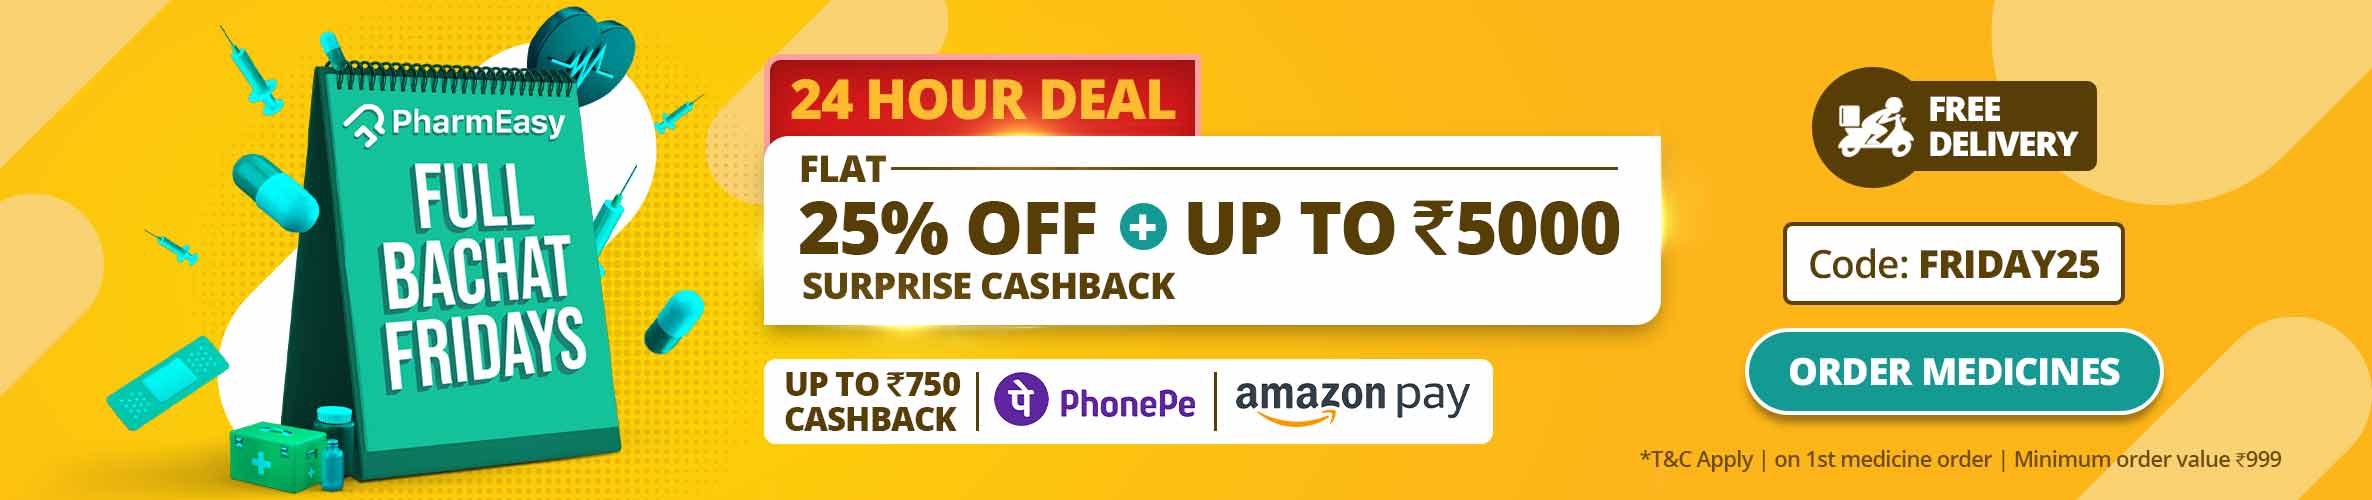 PharmEasy
FULL
BACHAT
FRIDAYS
24 HOUR DEAL
FLAT
25% OFF + UP TO ₹5000
SURPRISE CASHBACK
UP TO ₹750
CASHBACK
पे PhonePe
amazon pay
FREE
DELIVERY
Code: FRIDAY25
ORDER MEDICINES
*T&C Apply | on 1st medicine order | Minimum order value ₹999